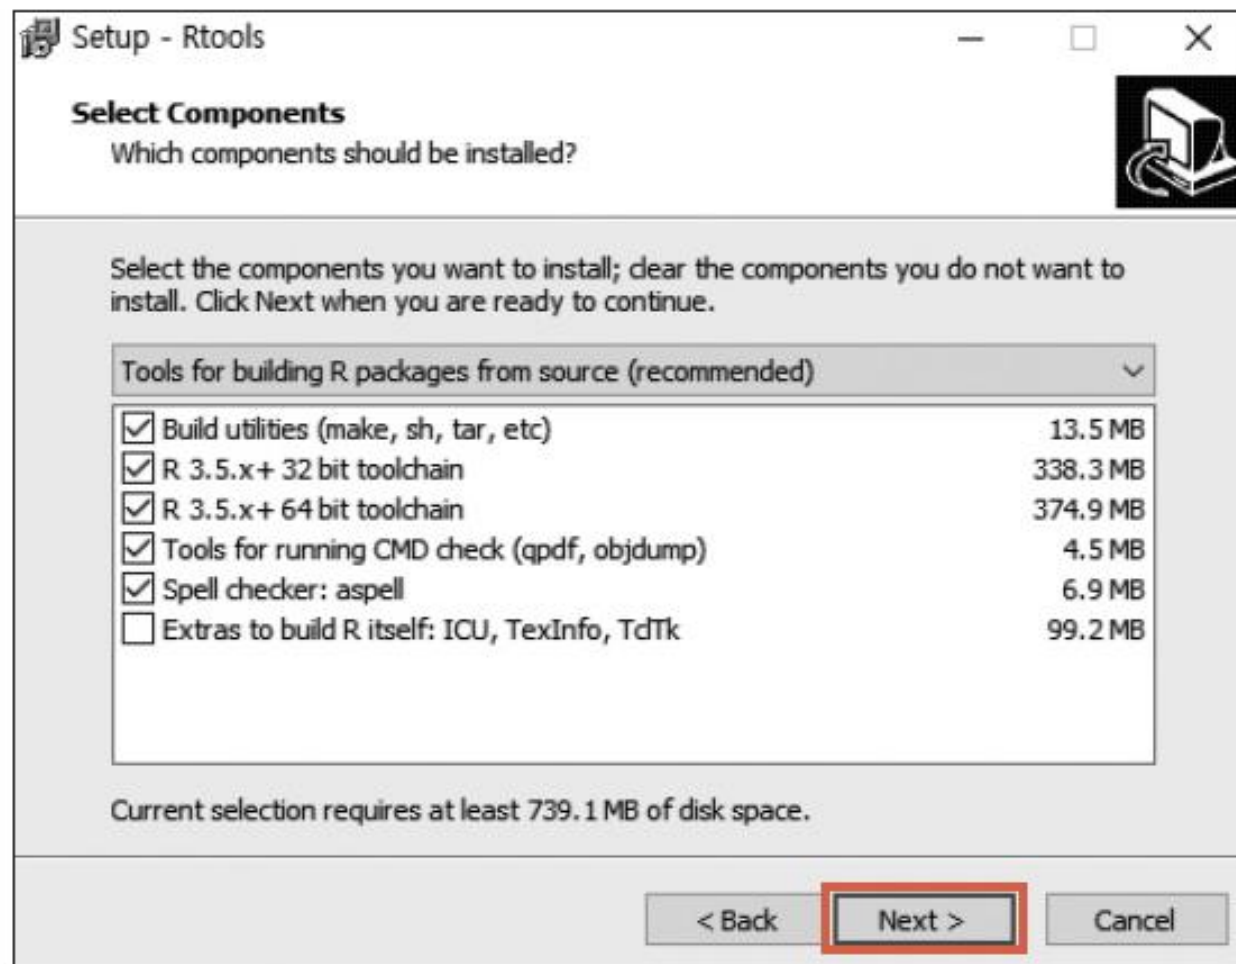 Setup - Rtools
Select Components
Which components should be installed?
Select the components you want to install; clear the components you do not want to
install. Click Next when you are ready to continue.
Tools for building R packages from source (recommended)
Build utilities (make, sh, tar, etc) 13.5 MB
R 3.5.x+ 32 bit toolchain 338.3 MB
R 3.5.x+ 64 bit toolchain 374.9 MB
Tools for running CMD check (qpdf, objdump) 4.5 MB
Spell checker: aspell 6.9 MB
Extras to build R itself: ICU, TexInfo, TclTk 99.2 MB
Current selection requires at least 739.1 MB of disk space.
< Back Next > Cancel